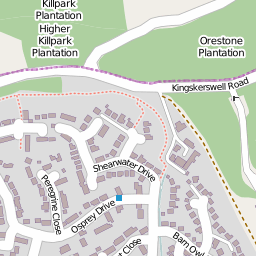 Killpark
Plantation
Higher
Killpark
Plantation
Orestone
Plantation
Kingskerswell Road
Shearwater Drive
Peregrine Close
Osprey Drive
Close
Barn Owl